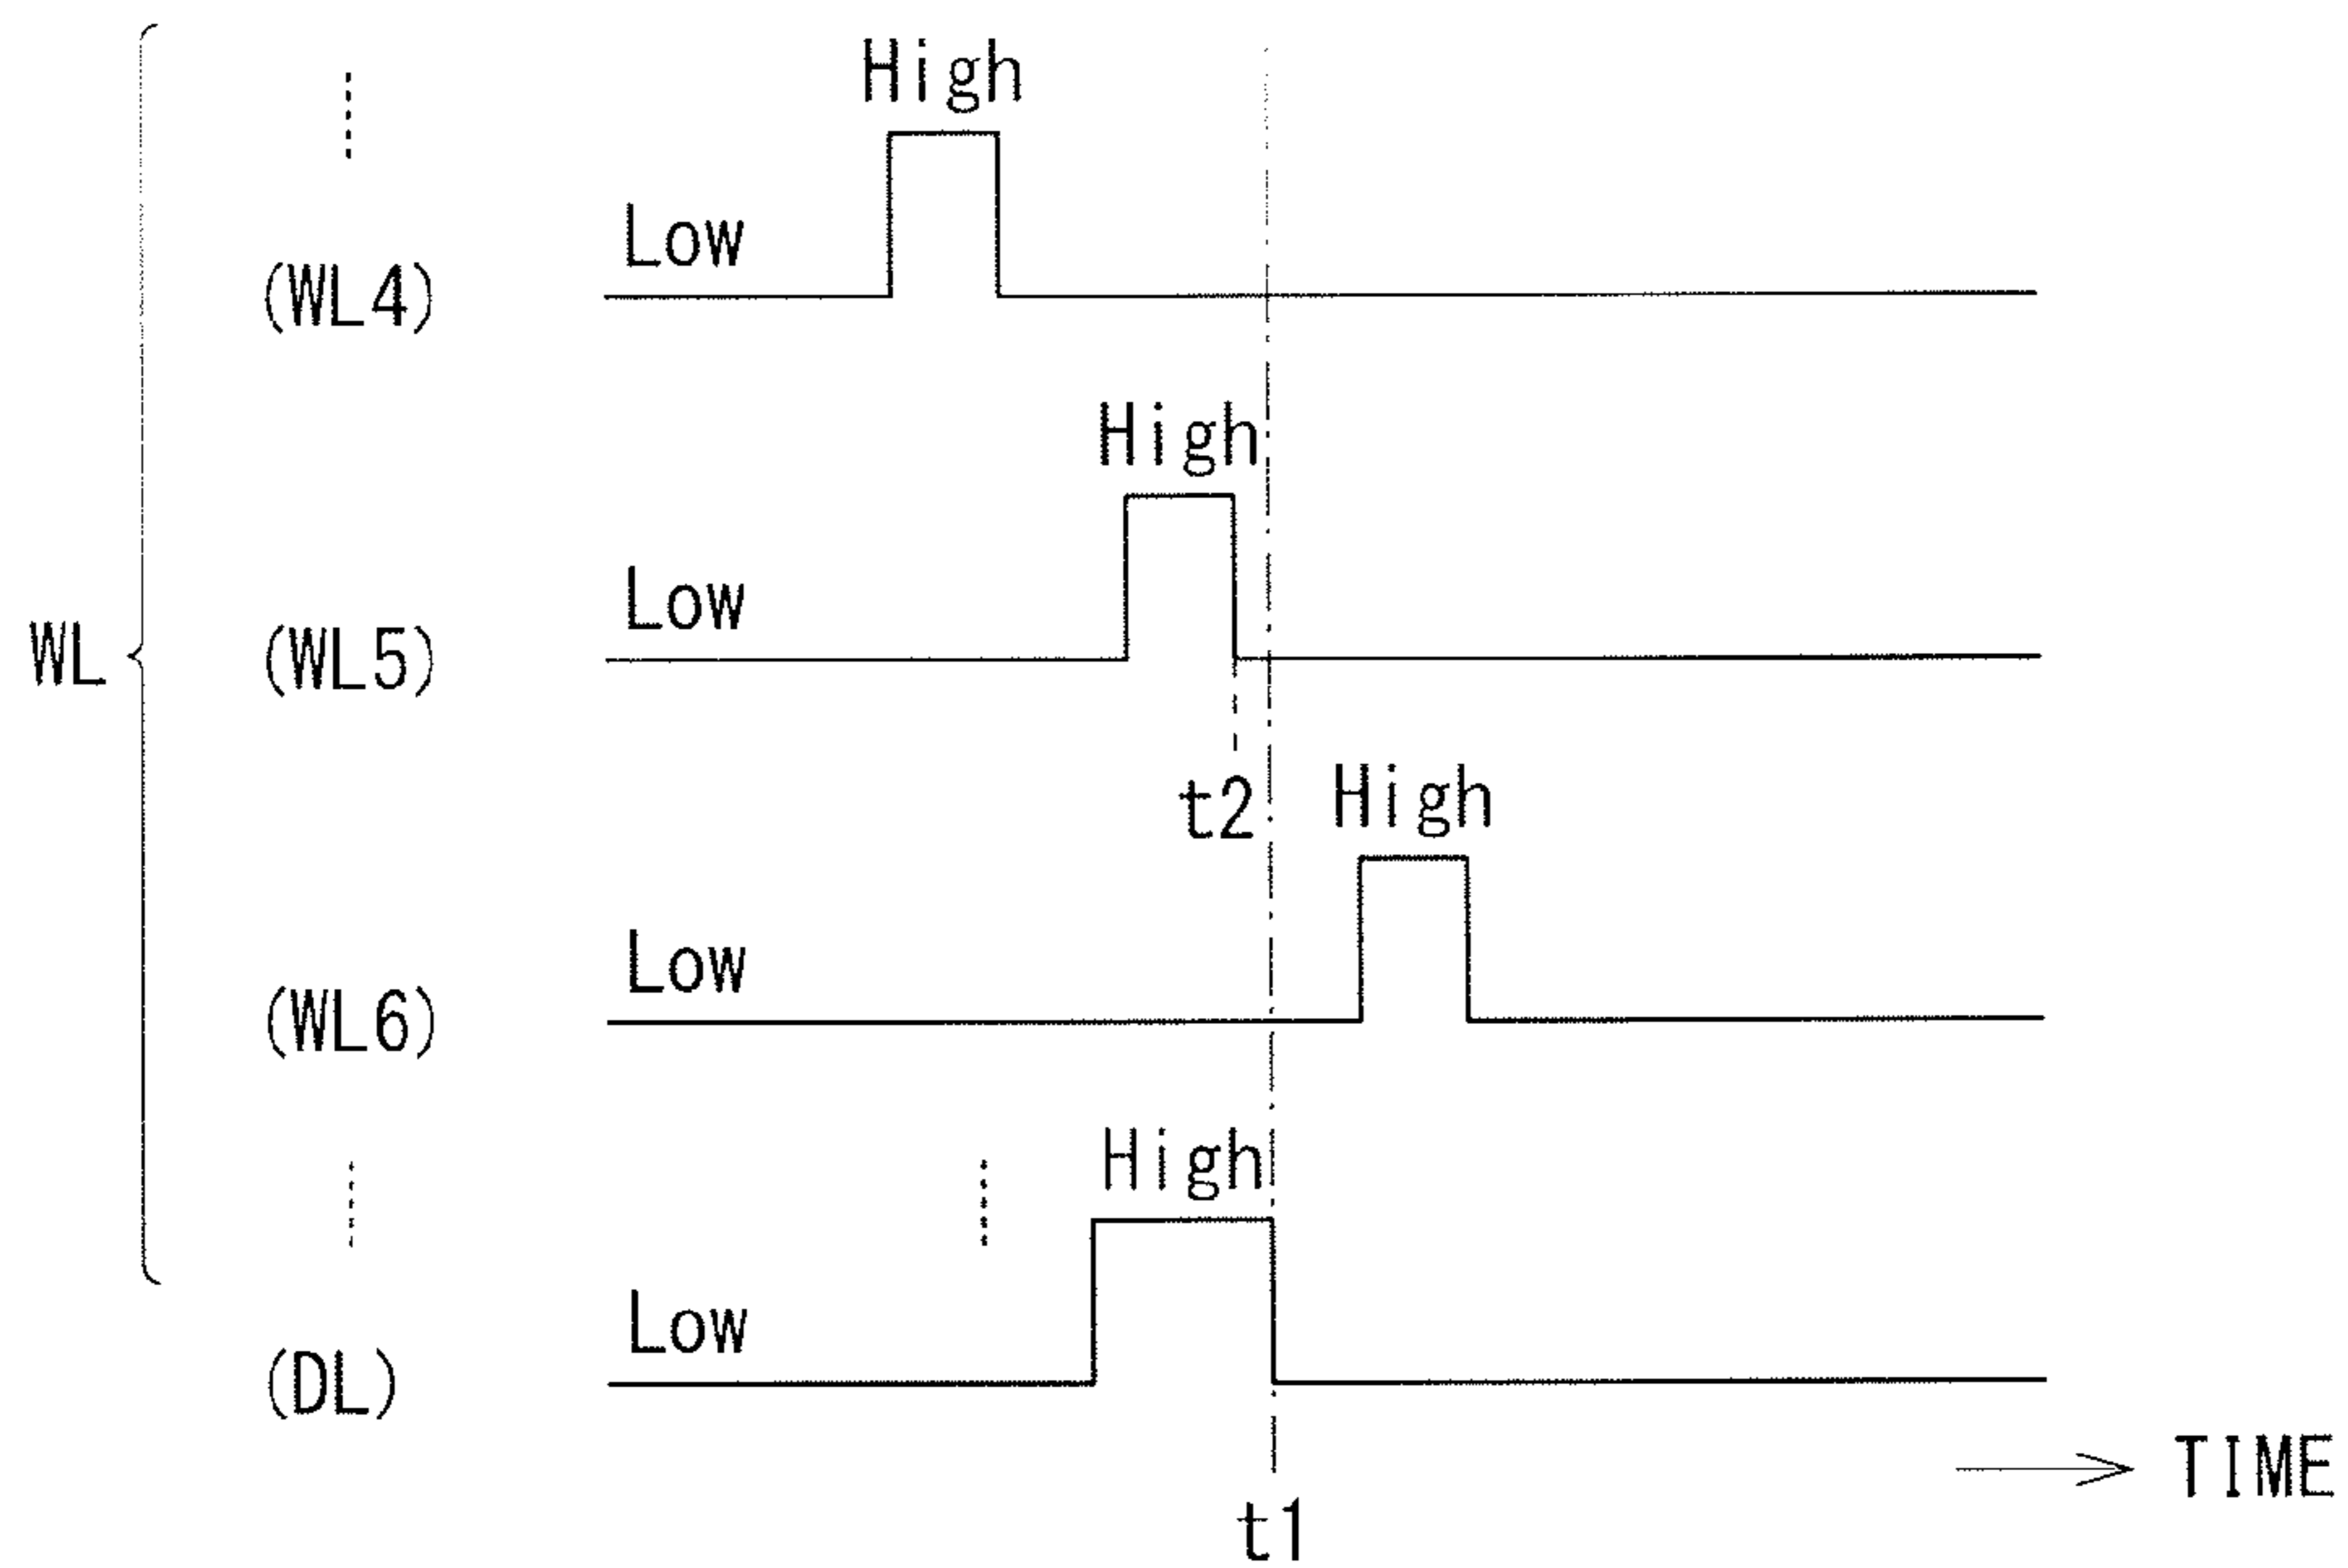 High
Low
(WL4)
High
Low
WL
(WL5)
t2
High
Low
(WL6)
High
Low
(DL)
TIME
t1